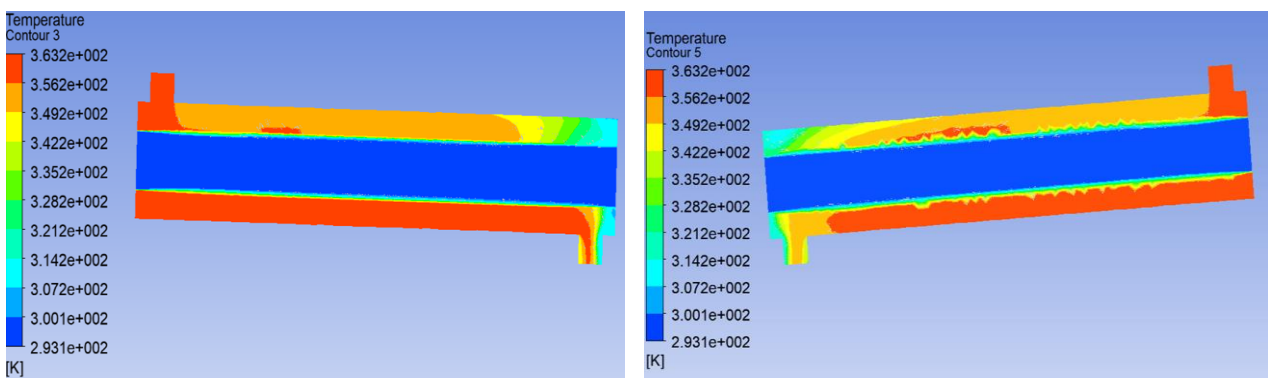 Temperature
Contour 3
3.632e+002
3.562e+002
3.492e+002
3.422e+002
3.352e+002
3.282e+002
3.212e+002
3.142e+002
3.072e+002
3.001e+002
2.931e+002
[K]
Temperature
Contour 5
3.632e+002
3.562e+002
3.492e+002
3.422e+002
3.352e+002
3.282e+002
3.212e+002
3.142e+002
3.072e+002
3.001e+002
2.931e+002
[K]